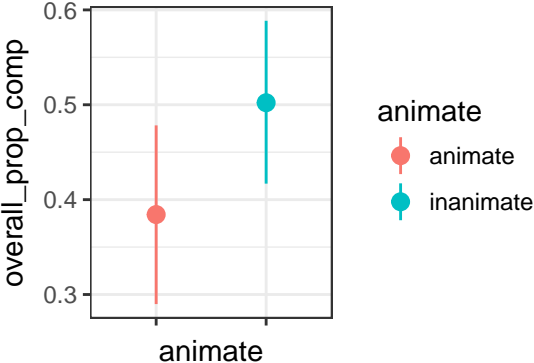 overall_prop_comp
0.6
0.5
0.4
0.3
animate
animate
animate
inanimate